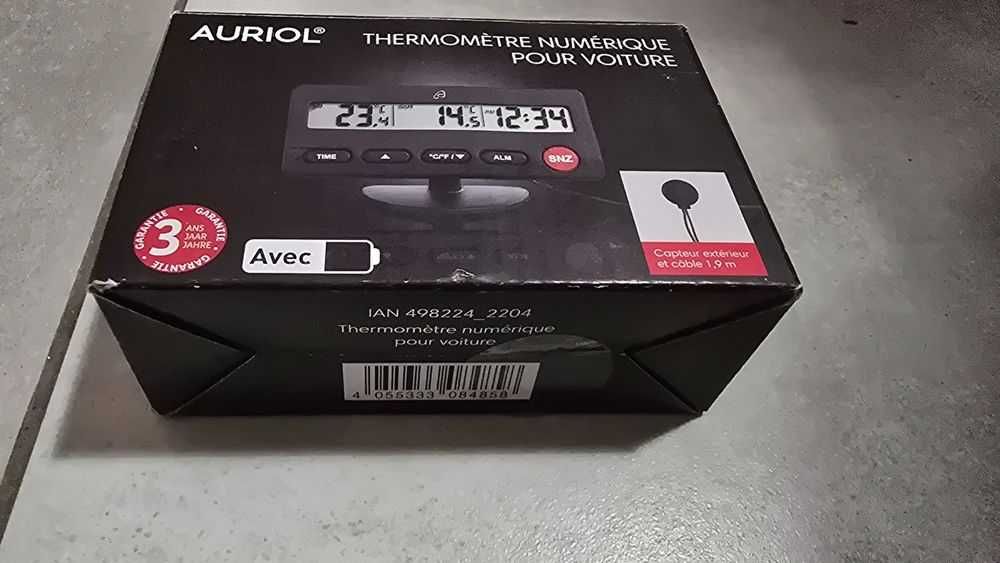 AURIOL®
THERMOMÈTRE NUMÉRIQUE
POUR VOITURE
23.4 °C 14.5 °C 12:34
TIME
°C/°F /
ALM
SNZ
GARANTIE
GARANTIE
GARANTIE
3 ANS
JAAR
JAHRE
Avec
Capteur extérieur
et câble 1,9 m
IAN 498224_2204
Thermomètre numérique
pour voiture
4 055333 084858